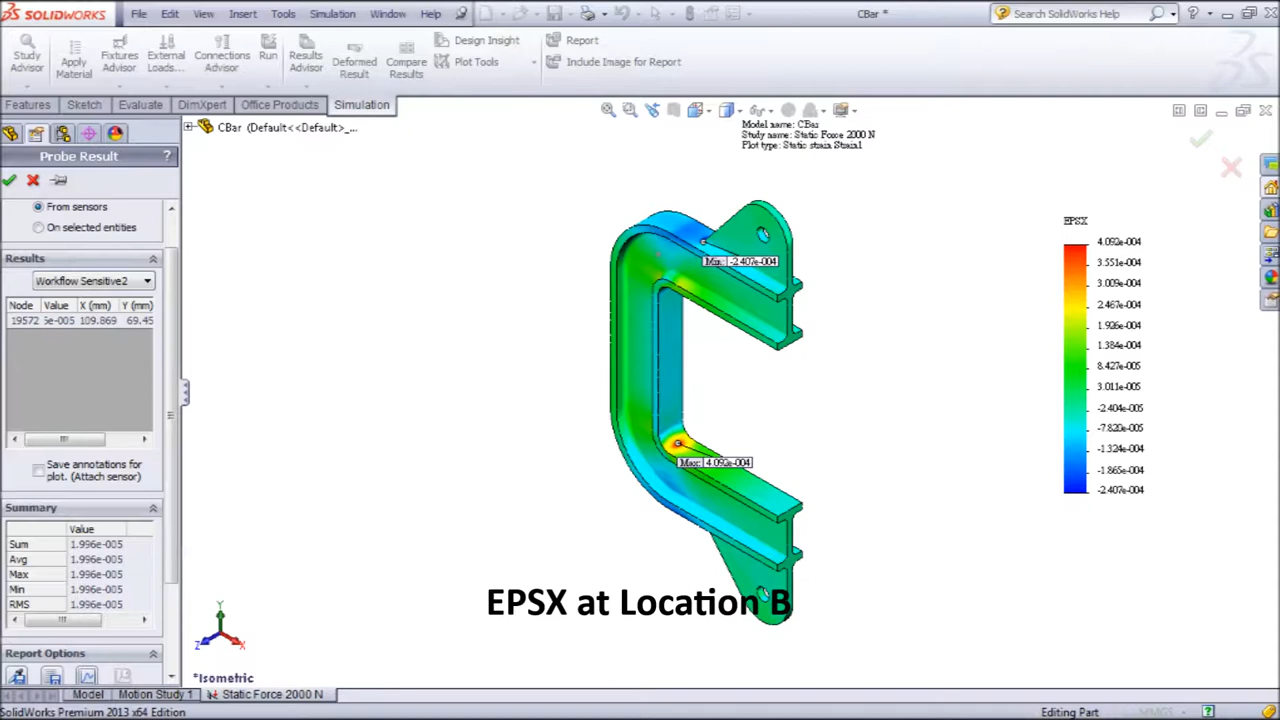 SOLIDWORKS File Edit View Insert Tools Simulation Window Help CBar * Search SolidWorks Help
Study Advisor Apply Material Fixtures Advisor External Loads... Connections Advisor Run Results Advisor Deformed Result Compare Results Design Insight Plot Tools Report Include Image for Report
Features Sketch Evaluate DimXpert Office Products Simulation
CBar (Default<<Default>_...
Probe Result ?
From sensors
On selected entities
Results
Workflow Sensitive2
Node Value X (mm) Y (mm)
19572 5e-005 109.869 69.45
Save annotations for plot. (Attach sensor)
Summary
Value
Sum 1.996e-005
Avg 1.996e-005
Max 1.996e-005
Min 1.996e-005
RMS 1.996e-005
Report Options
Model name: CBar
Study name: Static Force 2000 N
Plot type: Static strain Strain1
Min: -2.407e-004
Max: 4.092e-004
EPSX
4.092e-004
3.551e-004
3.009e-004
2.467e-004
1.926e-004
1.384e-004
8.427e-005
3.011e-005
-2.404e-005
-7.820e-005
-1.324e-004
-1.865e-004
-2.407e-004
EPSX at Location B
Y
Z X
*Isometric
Model Motion Study 1 Static Force 2000 N
SolidWorks Premium 2013 x64 Edition Editing Part MMGS